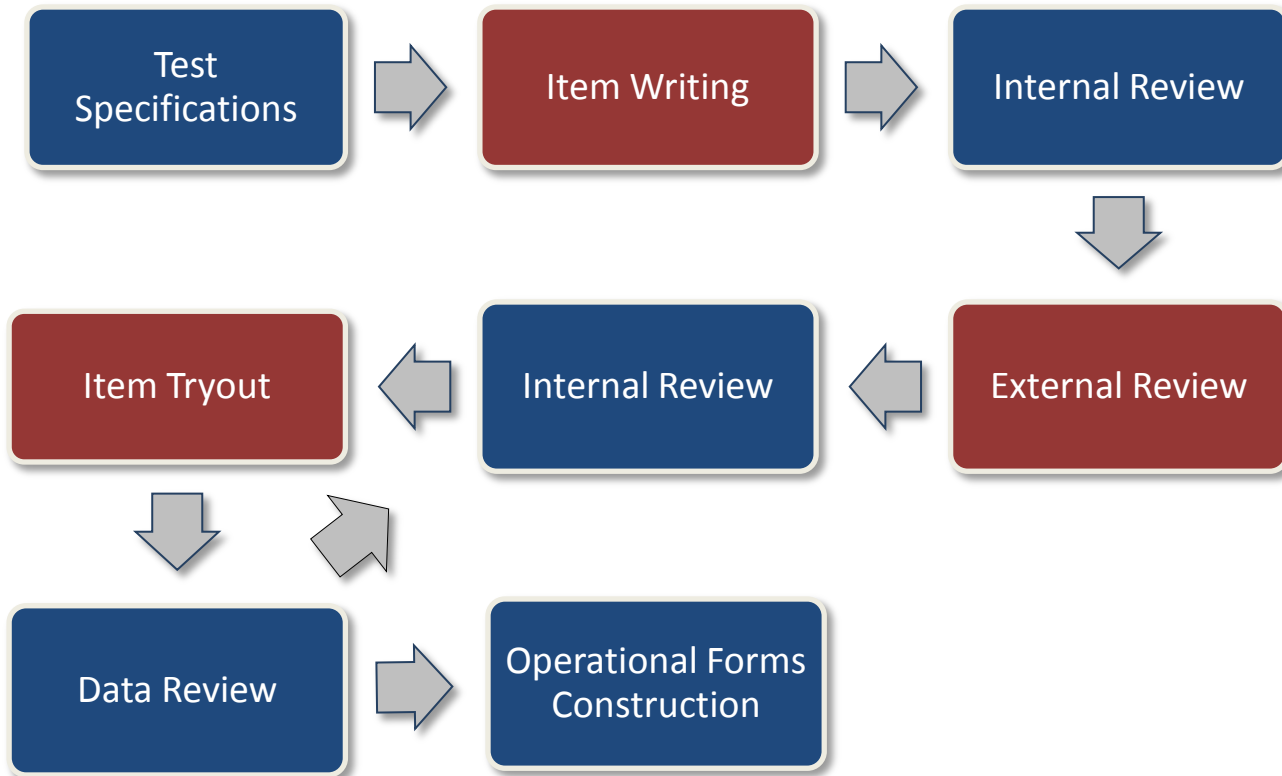 Test
Specifications
Item Writing
Internal Review
Item Tryout
Internal Review
External Review
Data Review
Operational Forms
Construction